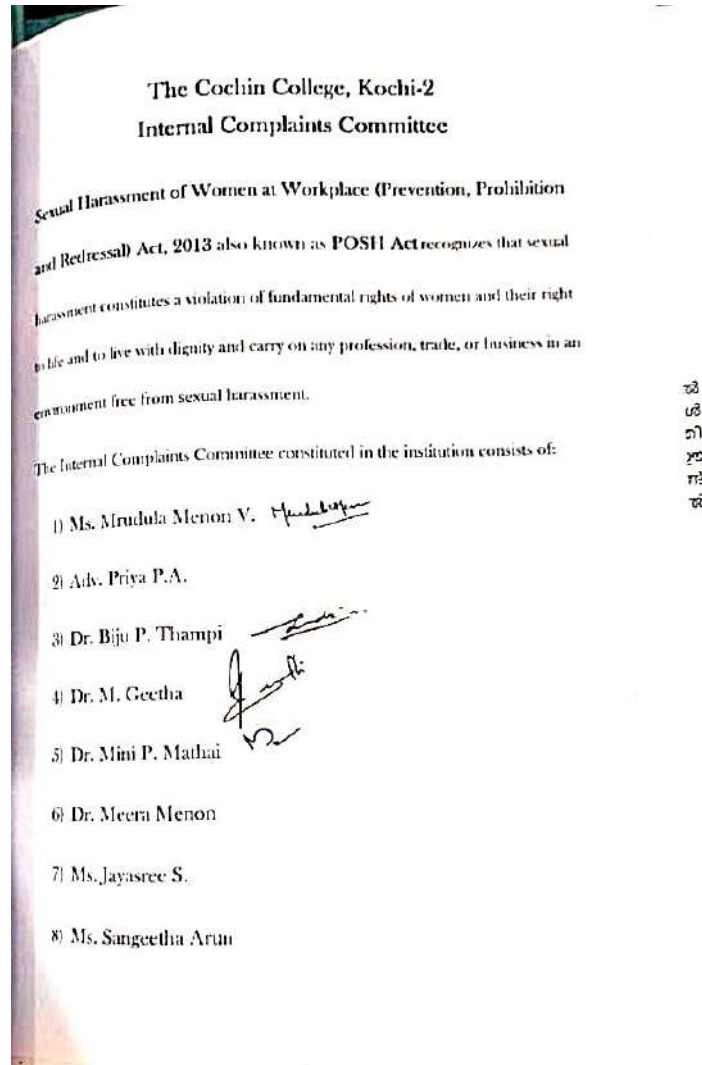 The Cochin College, Kochi-2
Internal Complaints Committee
Sexual Harassment of Women at Workplace (Prevention, Prohibition
and Redressal) Act, 2013 also known as POSH Act recognizes that sexual
harassment constitutes a violation of fundamental rights of women and their right
to life and to live with dignity and carry on any profession, trade, or business in an
environment free from sexual harassment.
The Internal Complaints Committee constituted in the institution consists of:
1) Ms. Mrudula Menon V.
2) Adv. Priya P.A.
3) Dr. Biju P. Thampi
4) Dr. M. Geetha
5) Dr. Mini P. Mathai
6) Dr. Meera Menon
7) Ms. Jayasree S.
8) Ms. Sangeetha Arun